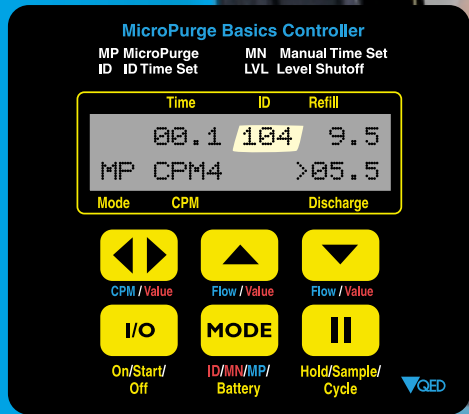 MicroPurge Basics Controller
MP MicroPurge MN Manual Time Set
ID ID Time Set LVL Level Shutoff
Time ID Refill
00.1 104 9.5
MP CPM4 >05.5
Mode CPM Discharge
CPM / Value Flow / Value Flow / Value
I/O MODE
On/Start/ ID/MN/MP/ Hold/Sample/
Off Battery Cycle
QED